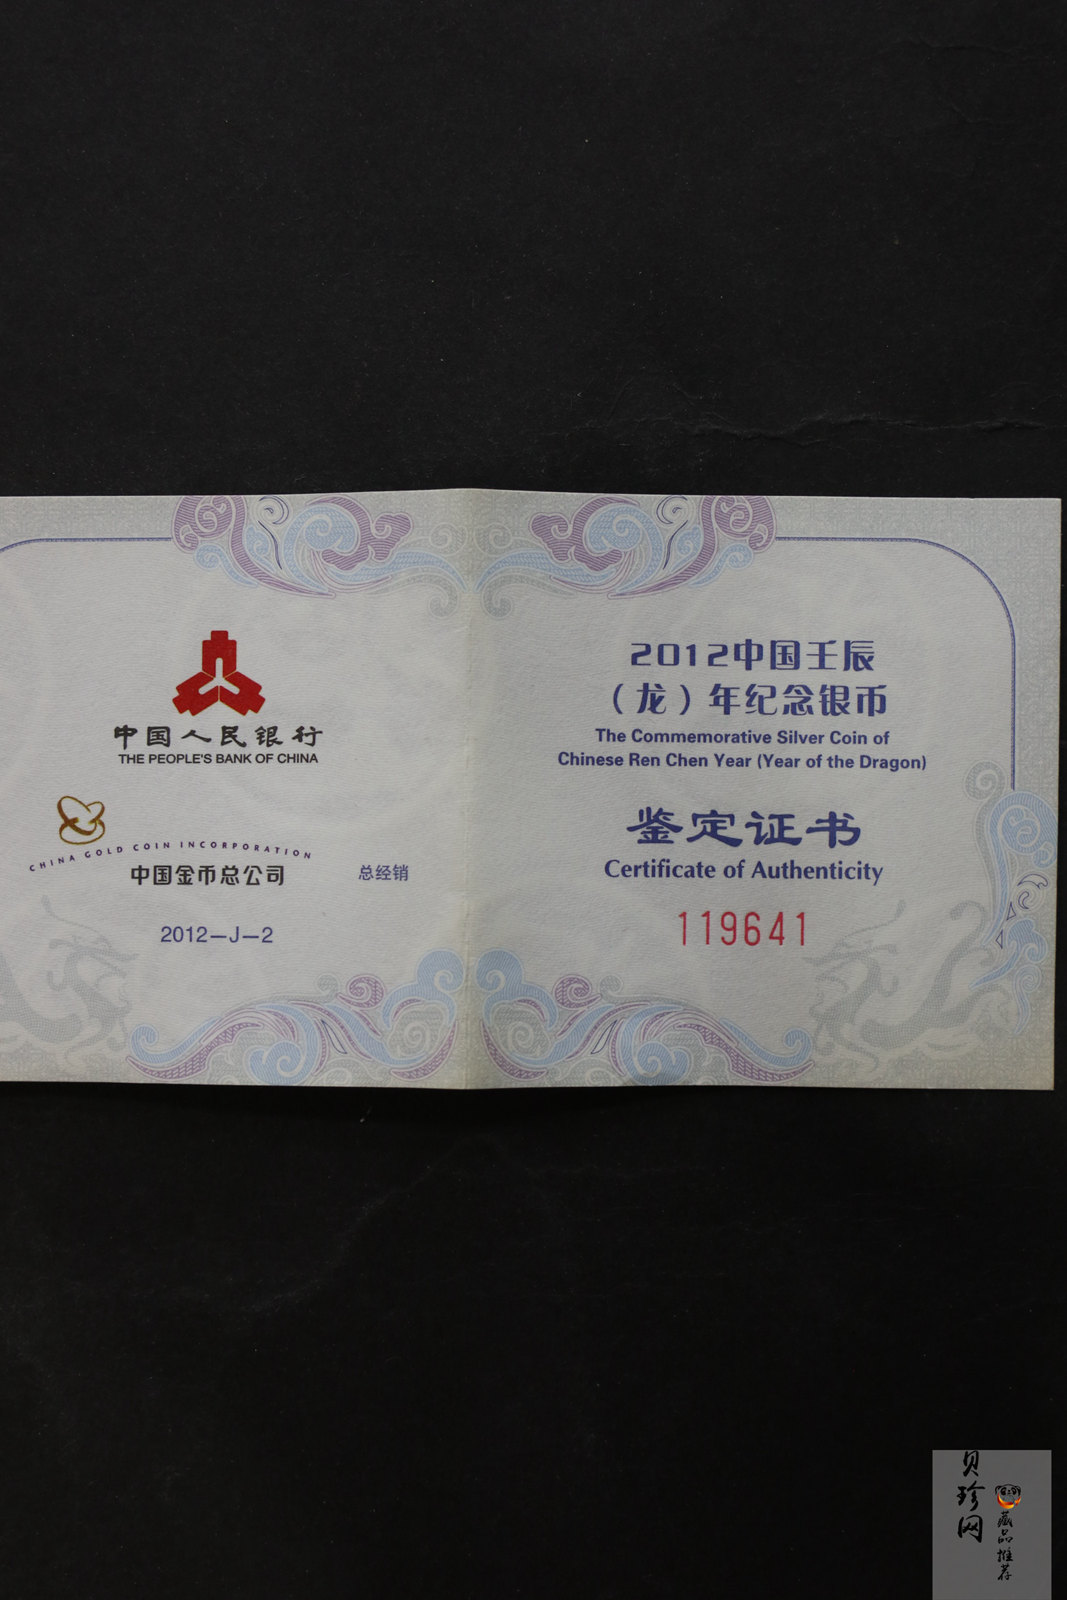 中国人民银行
THE PEOPLE'S BANK OF CHINA
CHINA GOLD COIN INCORPORATION
中国金币总公司 总经销
2012—J—2
2012中国壬辰
（龙）年纪念银币
The Commemorative Silver Coin of
Chinese Ren Chen Year (Year of the Dragon)
鉴定证书
Certificate of Authenticity
119641
贝珍网
藏品推荐